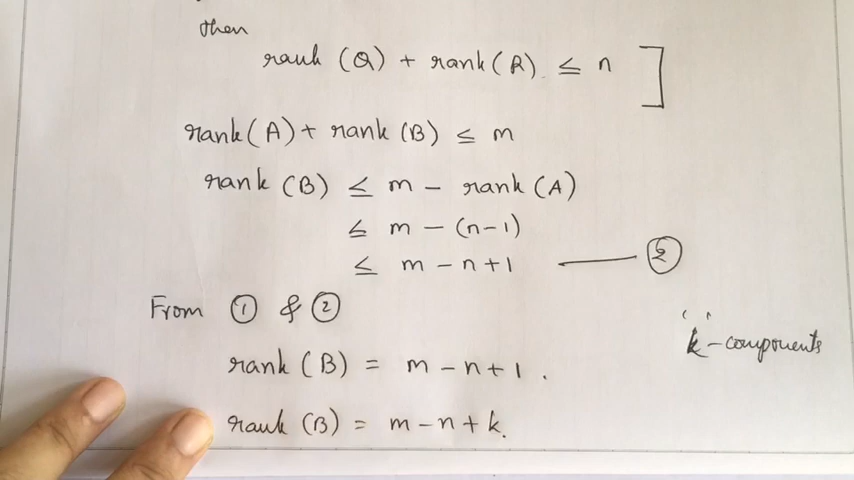 then
rank (Q) + rank (R) ≤ n ]
rank (A) + rank (B) ≤ m
rank (B) ≤ m - rank (A)
≤ m - (n-1)
≤ m - n + 1 —— ②
From ① & ②
k-components
rank (B) = m - n + 1 .
rank (B) = m - n + k.